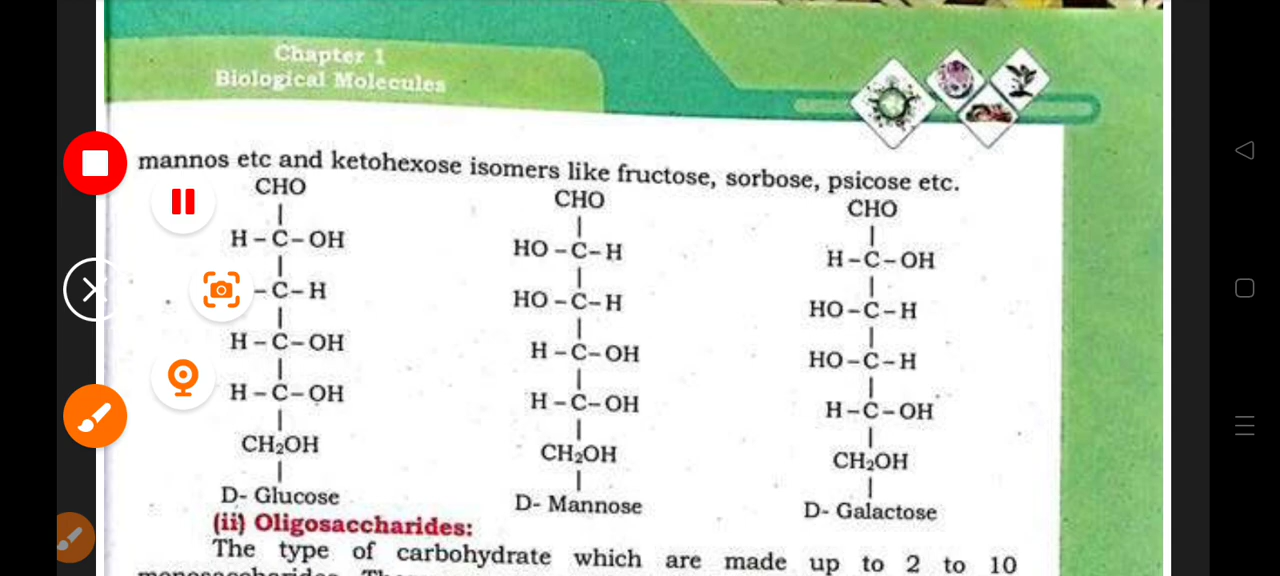 Chapter 1
Biological Molecules
mannos etc and ketohexose isomers like fructose, sorbose, psicose etc.
CHO CHO CHO
| | |
H – C – OH HO – C – H H – C – OH
| | |
– C – H HO – C – H HO – C – H
| | |
H – C – OH H – C – OH HO – C – H
| | |
H – C – OH H – C – OH H – C – OH
| | |
CH₂OH CH₂OH CH₂OH
| | |
D- Glucose D- Mannose D- Galactose
(ii) Oligosaccharides:
The type of carbohydrate which are made up to 2 to 10